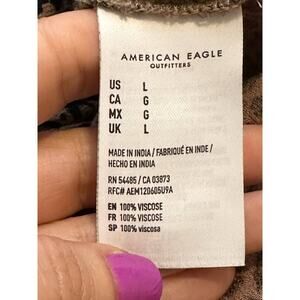 AMERICAN EAGLE
OUTFITTERS
US L
CA G
MX G
UK L
MADE IN INDIA / FABRIQUÉ EN INDE /
HECHO EN INDIA
RN 54485 / CA 03873
RFC# AEM120605U9A
EN 100% VISCOSE
FR 100% VISCOSE
SP 100% viscosa